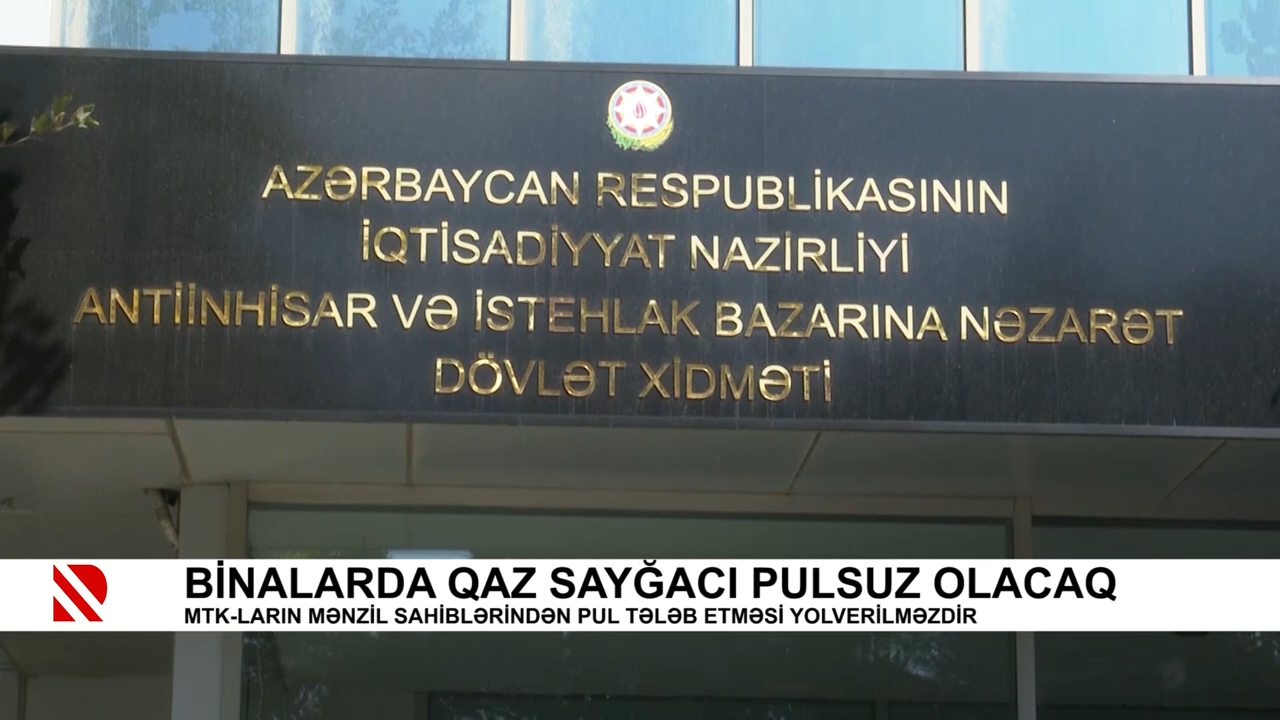 AZƏRBAYCAN RESPUBLİKASININ
İQTİSADİYYAT NAZİRLİYİ
ANTİİNHİSAR VƏ İSTEHLAK BAZARINA NƏZARƏT
DÖVLƏT XİDMƏTİ
BİNALARDA QAZ SAYĞACI PULSUZ OLACAQ
MTK-LARIN MƏNZİL SAHİBLƏRİNDƏN PUL TƏLƏB ETMƏSİ YOLVERİLMƏZDİR